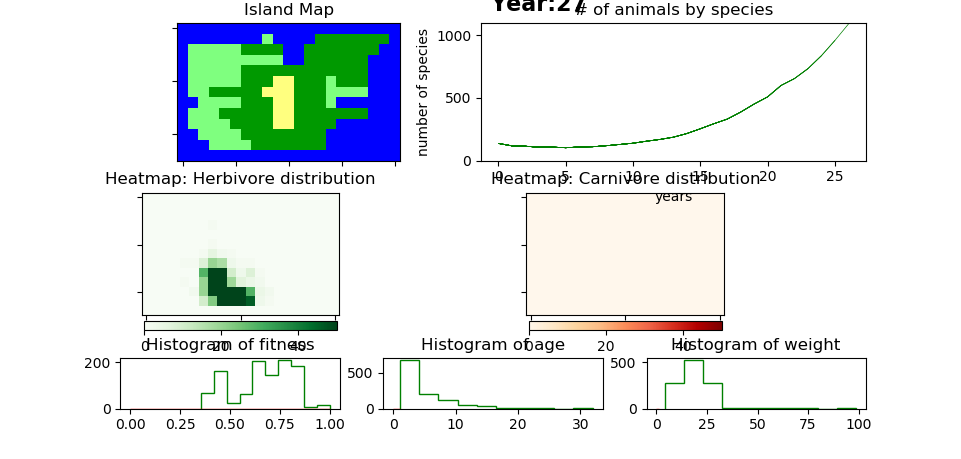 Year:27
Island Map
# of animals by species
number of species
1000
500
0
0 5 10 15 20 25
years
Heatmap: Herbivore distribution
Heatmap: Carnivore distribution
0 20 40
0 20 40
Histogram of fitness
Histogram of age
Histogram of weight
200
0
0.00 0.25 0.50 0.75 1.00
500
0
0 10 20 30
500
0
0 25 50 75 100